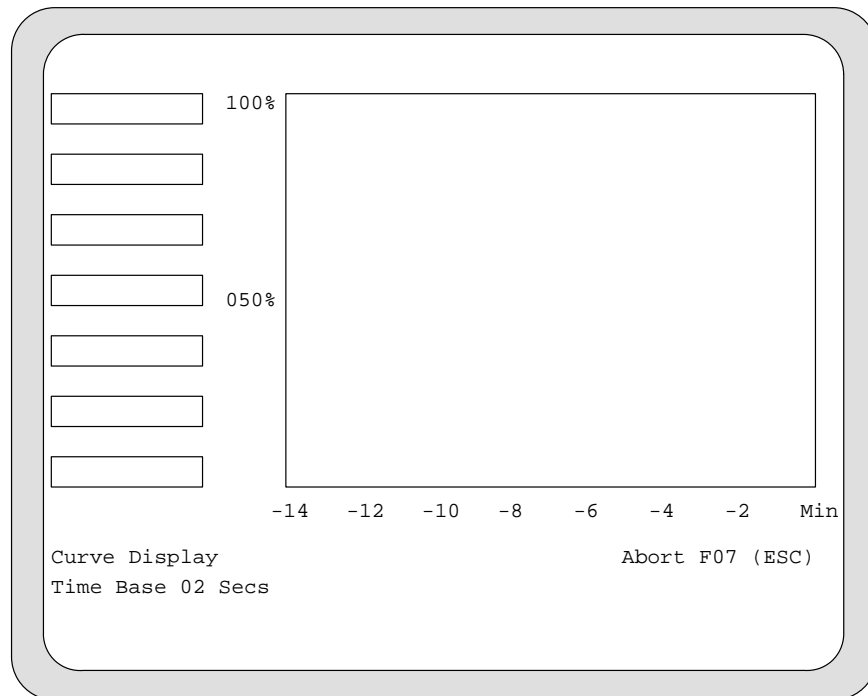 100%
050%
-14 -12 -10 -8 -6 -4 -2 Min
Curve Display Abort F07 (ESC)
Time Base 02 Secs